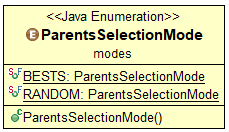 <<Java Enumeration>>
E ParentsSelectionMode
modes
S F BESTS: ParentsSelectionMode
S F RANDOM: ParentsSelectionMode
C ParentsSelectionMode()